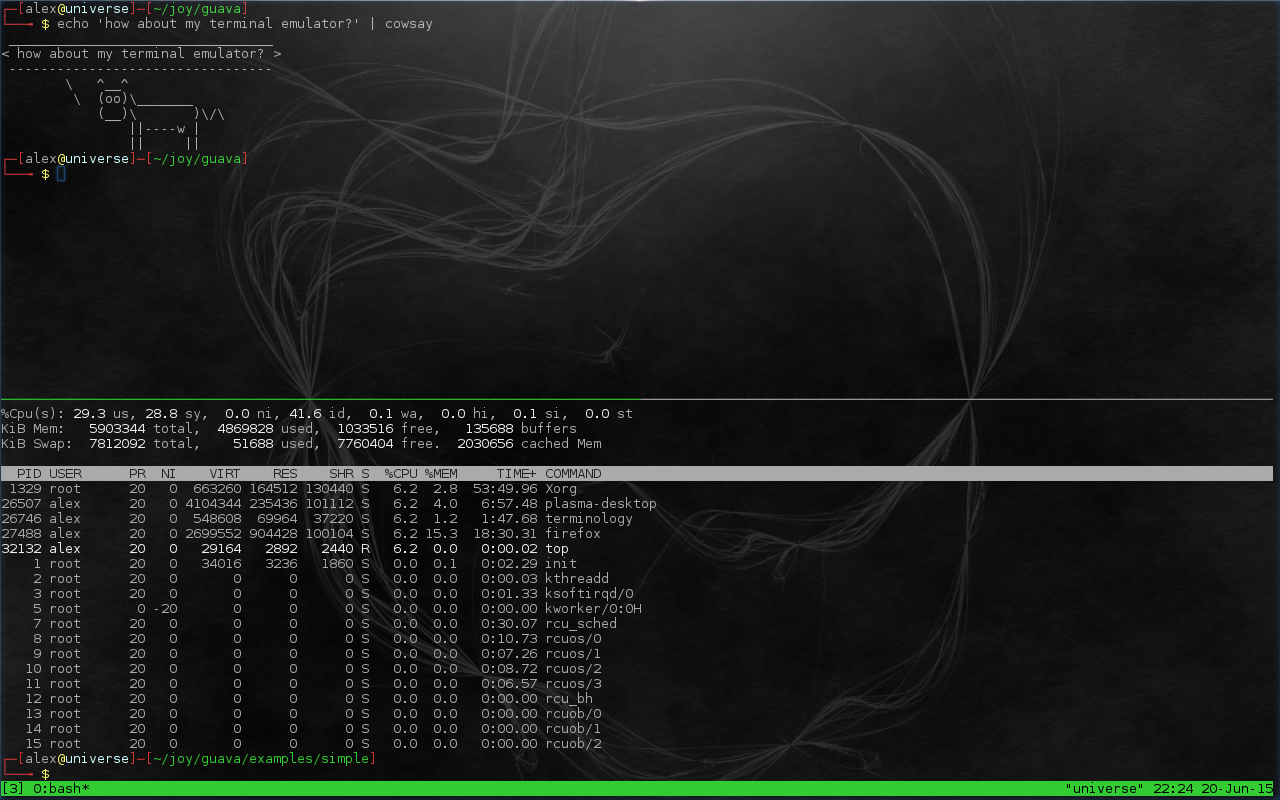 ┌─[alex@universe]─[~/joy/guava]
└──╼ $ echo 'how about my terminal emulator?' | cowsay
 _________________________________
< how about my terminal emulator? >
 ---------------------------------
        \   ^__^
         \  (oo)\_______
            (__)\       )\/\
                ||----w |
                ||     ||
┌─[alex@universe]─[~/joy/guava]
└──╼ $
%Cpu(s): 29.3 us, 28.8 sy,  0.0 ni, 41.6 id,  0.1 wa,  0.0 hi,  0.1 si,  0.0 st
KiB Mem:   5903344 total,  4869828 used,  1033516 free,   135688 buffers
KiB Swap:  7812092 total,    51688 used,  7760404 free.  2030656 cached Mem
  PID USER      PR  NI    VIRT    RES    SHR S  %CPU %MEM     TIME+ COMMAND
 1329 root      20   0  663260 164512 130440 S   6.2  2.8  53:49.96 Xorg
26507 alex      20   0 4104344 235436 101112 S   6.2  4.0   6:57.48 plasma-desktop
26746 alex      20   0  548608  69964  37220 S   6.2  1.2   1:47.68 terminology
27488 alex      20   0 2699552 904428 100104 S   6.2 15.3  18:30.31 firefox
32132 alex      20   0   29164   2892   2440 R   6.2  0.0   0:00.02 top
    1 root      20   0   34016   3236   1860 S   0.0  0.1   0:02.29 init
    2 root      20   0       0      0      0 S   0.0  0.0   0:00.03 kthreadd
    3 root      20   0       0      0      0 S   0.0  0.0   0:01.33 ksoftirqd/0
    5 root       0 -20       0      0      0 S   0.0  0.0   0:00.00 kworker/0:0H
    7 root      20   0       0      0      0 S   0.0  0.0   0:30.07 rcu_sched
    8 root      20   0       0      0      0 S   0.0  0.0   0:10.73 rcuos/0
    9 root      20   0       0      0      0 S   0.0  0.0   0:07.26 rcuos/1
   10 root      20   0       0      0      0 S   0.0  0.0   0:08.72 rcuos/2
   11 root      20   0       0      0      0 S   0.0  0.0   0:06.57 rcuos/3
   12 root      20   0       0      0      0 S   0.0  0.0   0:00.00 rcu_bh
   13 root      20   0       0      0      0 S   0.0  0.0   0:00.00 rcuob/0
   14 root      20   0       0      0      0 S   0.0  0.0   0:00.00 rcuob/1
   15 root      20   0       0      0      0 S   0.0  0.0   0:00.00 rcuob/2
┌─[alex@universe]─[~/joy/guava/examples/simple]
└──╼ $
[3] 0:bash* "universe" 22:24 20-Jun-15